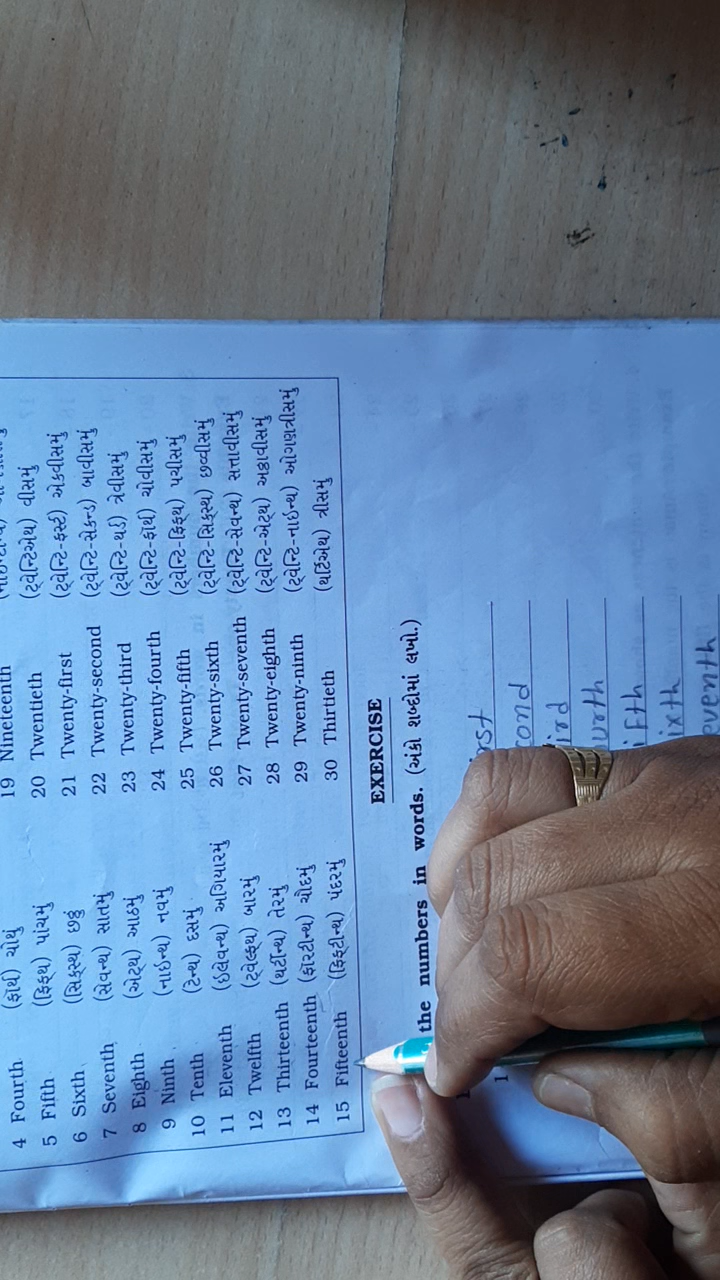 4 Fourth (ફોર્થ) ચોથું
5 Fifth (ફિફ્થ) પાંચમું
6 Sixth (સિક્સ્થ) છઠ્ઠું
7 Seventh (સેવન્થ) સાતમું
8 Eighth (એટ્થ) આઠમું
9 Ninth (નાઇન્થ) નવમું
10 Tenth (ટેન્થ) દસમું
11 Eleventh (ઇલેવન્થ) અગિયારમું
12 Twelfth (ટ્વેલ્ફ્થ) બારમું
13 Thirteenth (થર્ટીન્થ) તેરમું
14 Fourteenth (ફૉરટીન્થ) ચૌદમું
15 Fifteenth (ફિફ્ટીન્થ) પંદરમું
19 Nineteenth
20 Twentieth (ટ્વેન્ટિએથ) વીસમું
21 Twenty-first (ટ્વેન્ટિ-ફર્સ્ટ) એકવીસમું
22 Twenty-second (ટ્વેન્ટિ-સેકન્ડ) બાવીસમું
23 Twenty-third (ટ્વેન્ટિ-થર્ડ) ત્રેવીસમું
24 Twenty-fourth (ટ્વેન્ટિ-ફૉર્થ) ચોવીસમું
25 Twenty-fifth (ટ્વેન્ટિ-ફિફ્થ) પચીસમું
26 Twenty-sixth (ટ્વેન્ટિ-સિક્સ્થ) છવ્વીસમું
27 Twenty-seventh (ટ્વેન્ટિ-સેવન્થ) સત્તાવીસમું
28 Twenty-eighth (ટ્વેન્ટિ-એટ્થ) અઠ્ઠાવીસમું
29 Twenty-ninth (ટ્વેન્ટિ-નાઇન્થ) ઓગણત્રીસમું
30 Thirtieth (થર્ટિએથ) ત્રીસમું
EXERCISE
the numbers in words. (અંકો શબ્દોમાં લખો.)
rst
cond
ird
urth
ifth
ixth
eventh